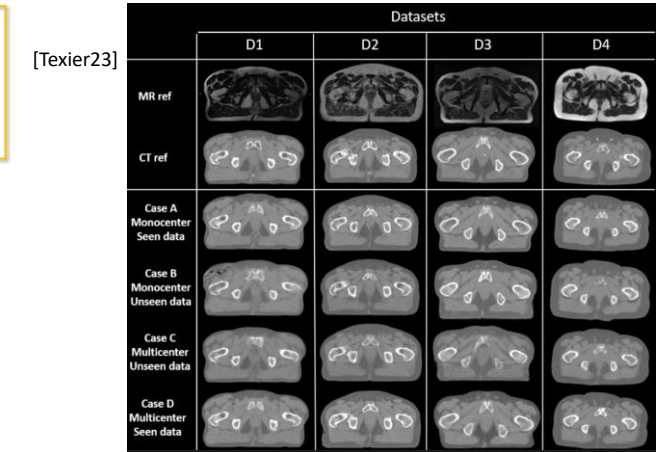 [Texier23]
Datasets
D1 D2 D3 D4
MR ref
CT ref
Case A
Monocenter
Seen data
Case B
Monocenter
Unseen data
Case C
Multicenter
Unseen data
Case D
Multicenter
Seen data